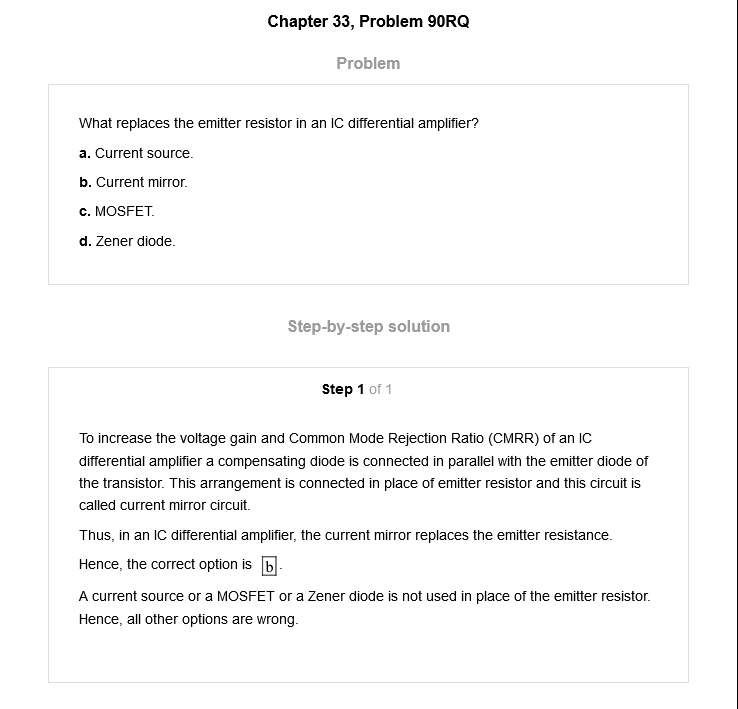 Chapter 33, Problem 90RQ
Problem
What replaces the emitter resistor in an IC differential amplifier?
a. Current source.
b. Current mirror.
c. MOSFET.
d. Zener diode.
Step-by-step solution
Step 1 of 1
To increase the voltage gain and Common Mode Rejection Ratio (CMRR) of an IC
differential amplifier a compensating diode is connected in parallel with the emitter diode of
the transistor. This arrangement is connected in place of emitter resistor and this circuit is
called current mirror circuit.
Thus, in an IC differential amplifier, the current mirror replaces the emitter resistance.
Hence, the correct option is b.
A current source or a MOSFET or a Zener diode is not used in place of the emitter resistor.
Hence, all other options are wrong.